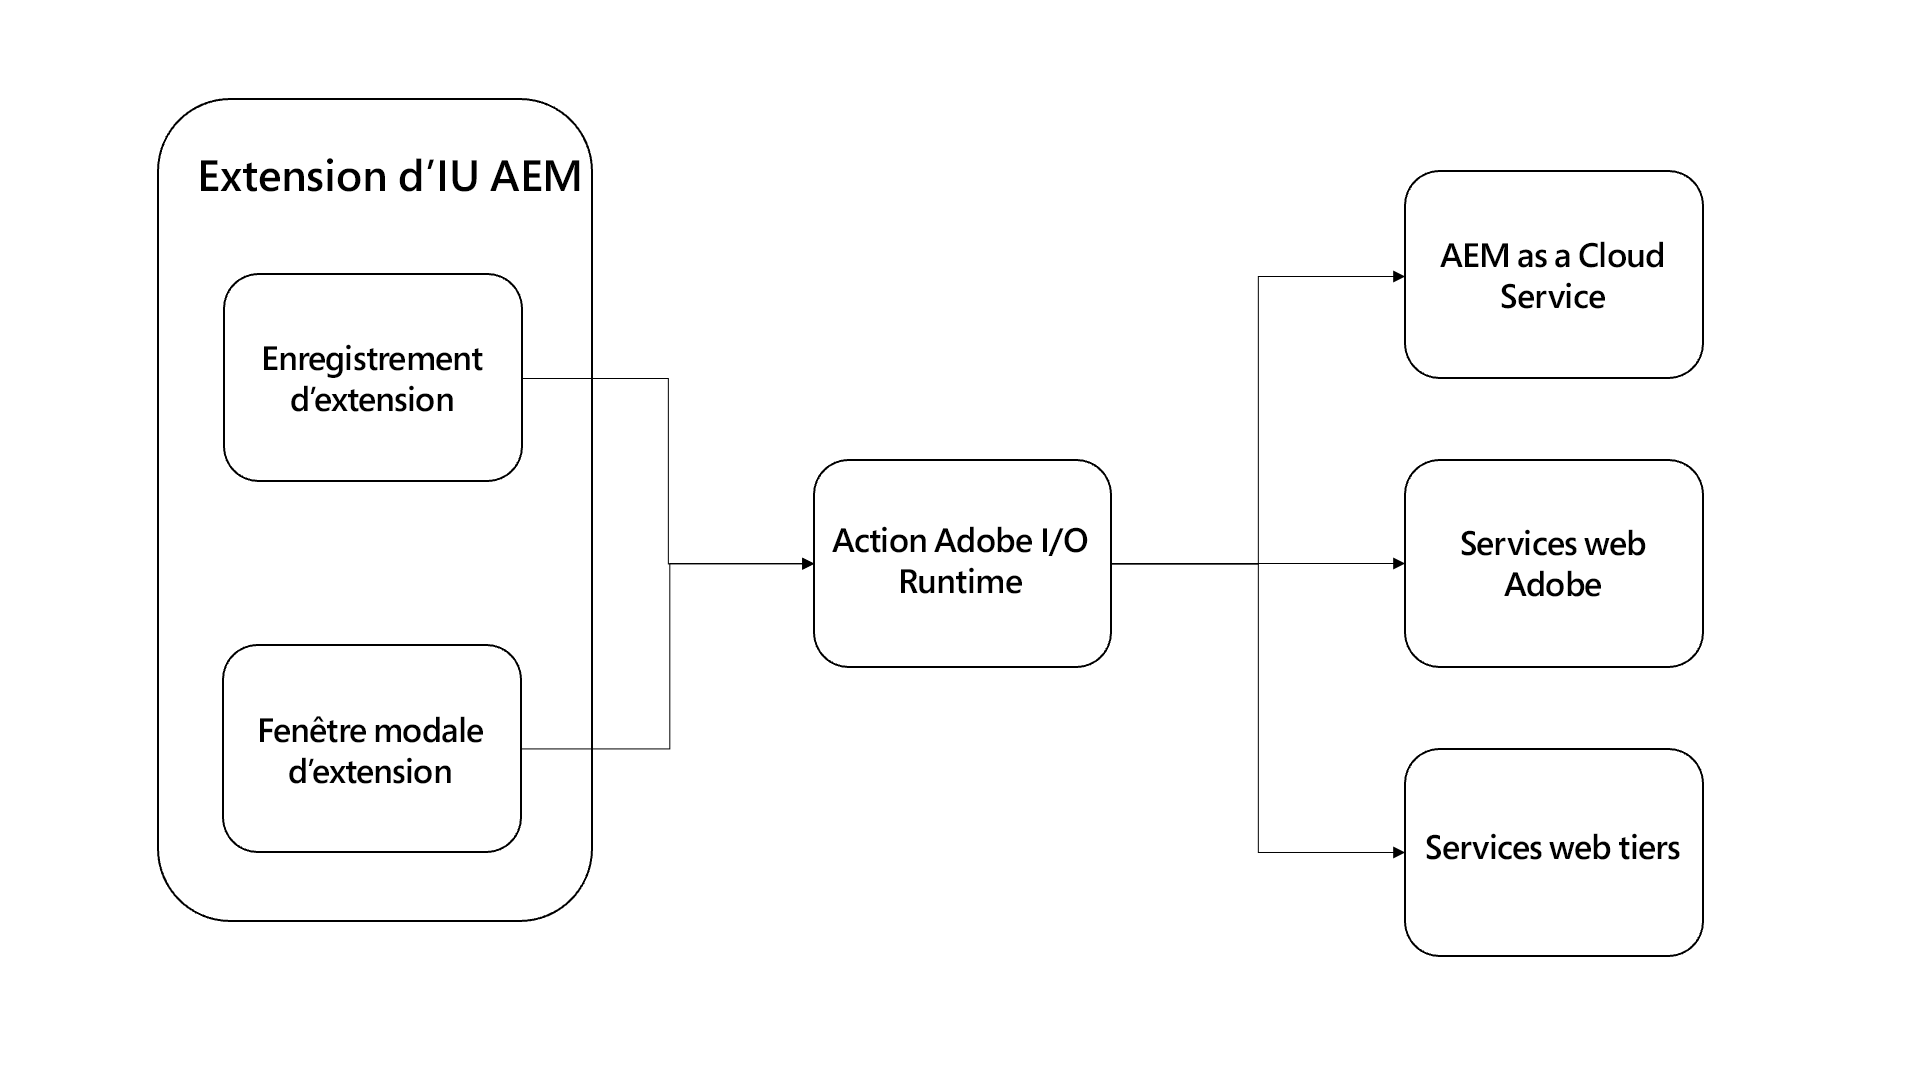 Extension d’IU AEM
Enregistrement
d’extension
Fenêtre modale
d’extension
Action Adobe I/O
Runtime
AEM as a Cloud
Service
Services web
Adobe
Services web tiers